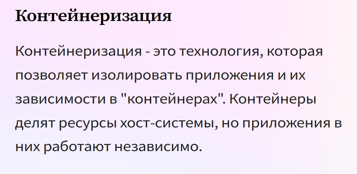 Контейнеризация
Контейнеризация - это технология, которая
позволяет изолировать приложения и их
зависимости в "контейнерах". Контейнеры
делят ресурсы хост-системы, но приложения в
них работают независимо.